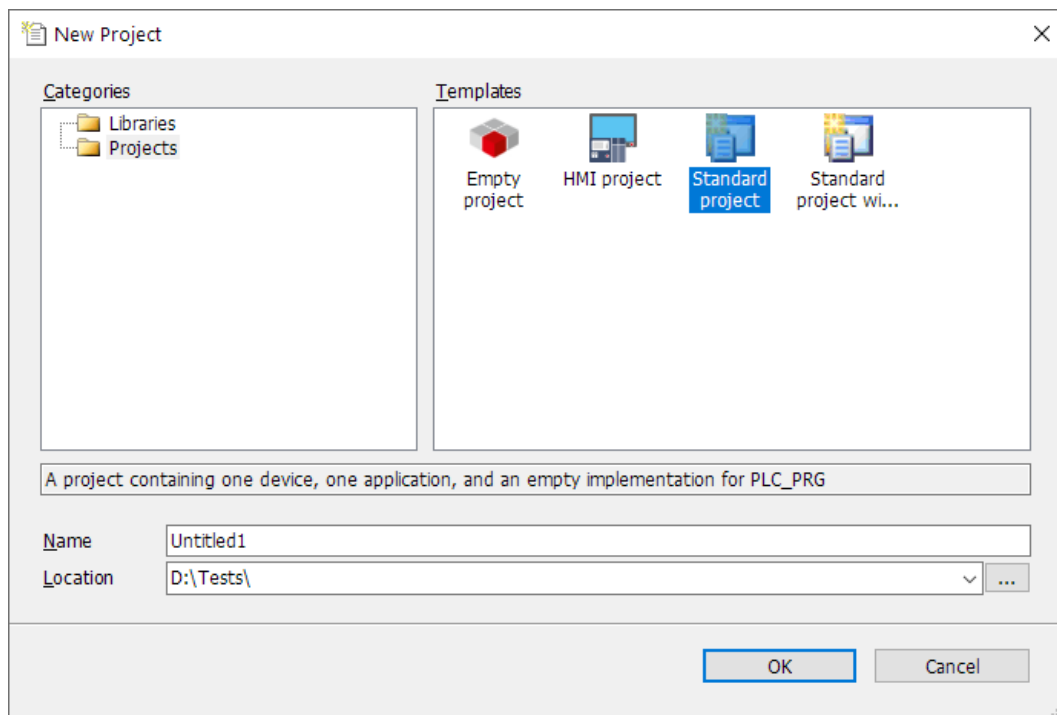 New Project
Categories
Libraries
Projects
Templates
Empty
project
HMI project
Standard
project
Standard
project wi...
A project containing one device, one application, and an empty implementation for PLC_PRG
Name
Untitled1
Location
D:\Tests\
...
OK
Cancel